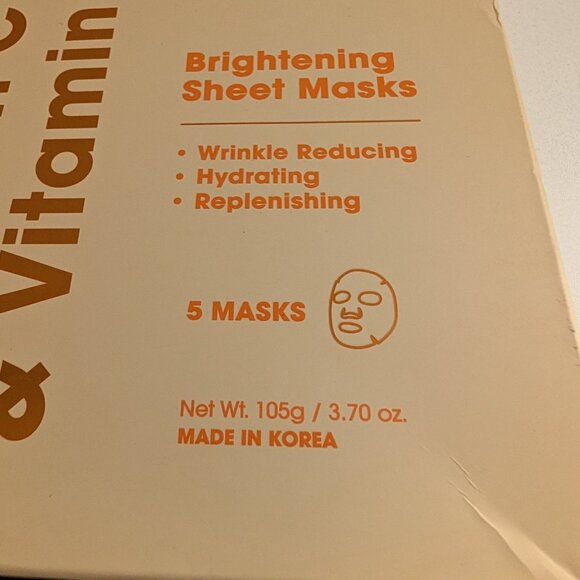 & Vitamin
Brightening
Sheet Masks
• Wrinkle Reducing
• Hydrating
• Replenishing
5 MASKS
Net Wt. 105g / 3.70 oz.
MADE IN KOREA